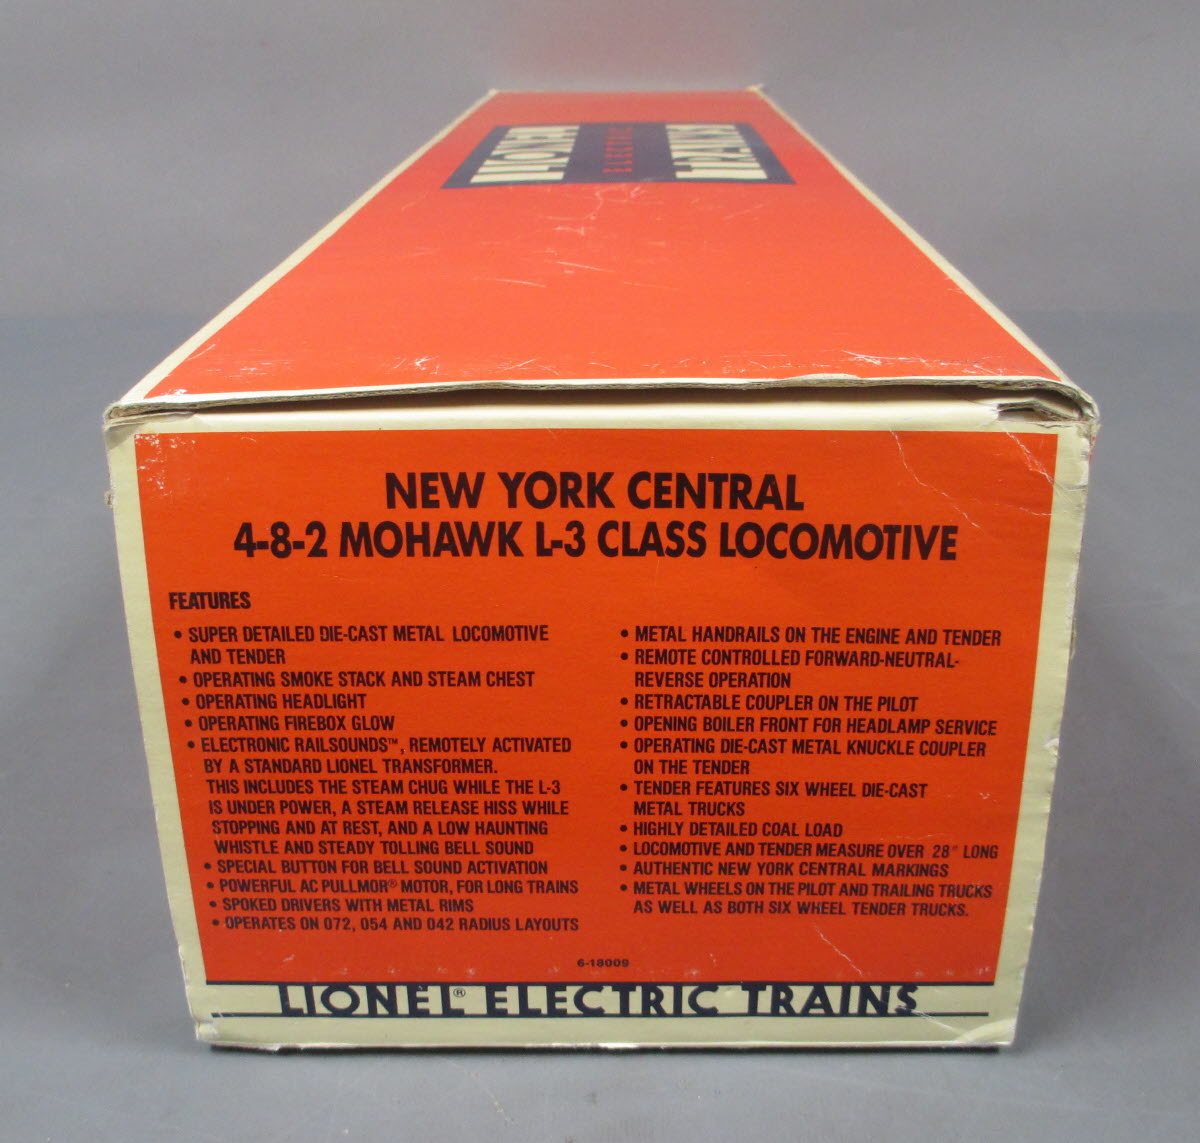 LIONEL
ELECTRIC
TRAINS
NEW YORK CENTRAL
4-8-2 MOHAWK L-3 CLASS LOCOMOTIVE
FEATURES
• SUPER DETAILED DIE-CAST METAL LOCOMOTIVE
AND TENDER
• OPERATING SMOKE STACK AND STEAM CHEST
• OPERATING HEADLIGHT
• OPERATING FIREBOX GLOW
• ELECTRONIC RAILSOUNDS™, REMOTELY ACTIVATED
BY A STANDARD LIONEL TRANSFORMER.
THIS INCLUDES THE STEAM CHUG WHILE THE L-3
IS UNDER POWER, A STEAM RELEASE HISS WHILE
STOPPING AND AT REST, AND A LOW HAUNTING
WHISTLE AND STEADY TOLLING BELL SOUND
• SPECIAL BUTTON FOR BELL SOUND ACTIVATION
• POWERFUL AC PULLMOR® MOTOR, FOR LONG TRAINS
• SPOKED DRIVERS WITH METAL RIMS
• OPERATES ON 072, 054 AND 042 RADIUS LAYOUTS
• METAL HANDRAILS ON THE ENGINE AND TENDER
• REMOTE CONTROLLED FORWARD-NEUTRAL-
REVERSE OPERATION
• RETRACTABLE COUPLER ON THE PILOT
• OPENING BOILER FRONT FOR HEADLAMP SERVICE
• OPERATING DIE-CAST METAL KNUCKLE COUPLER
ON THE TENDER
• TENDER FEATURES SIX WHEEL DIE-CAST
METAL TRUCKS
• HIGHLY DETAILED COAL LOAD
• LOCOMOTIVE AND TENDER MEASURE OVER 28" LONG
• AUTHENTIC NEW YORK CENTRAL MARKINGS
• METAL WHEELS ON THE PILOT AND TRAILING TRUCKS
AS WELL AS BOTH SIX WHEEL TENDER TRUCKS.
6-18009
LIONEL® ELECTRIC TRAINS